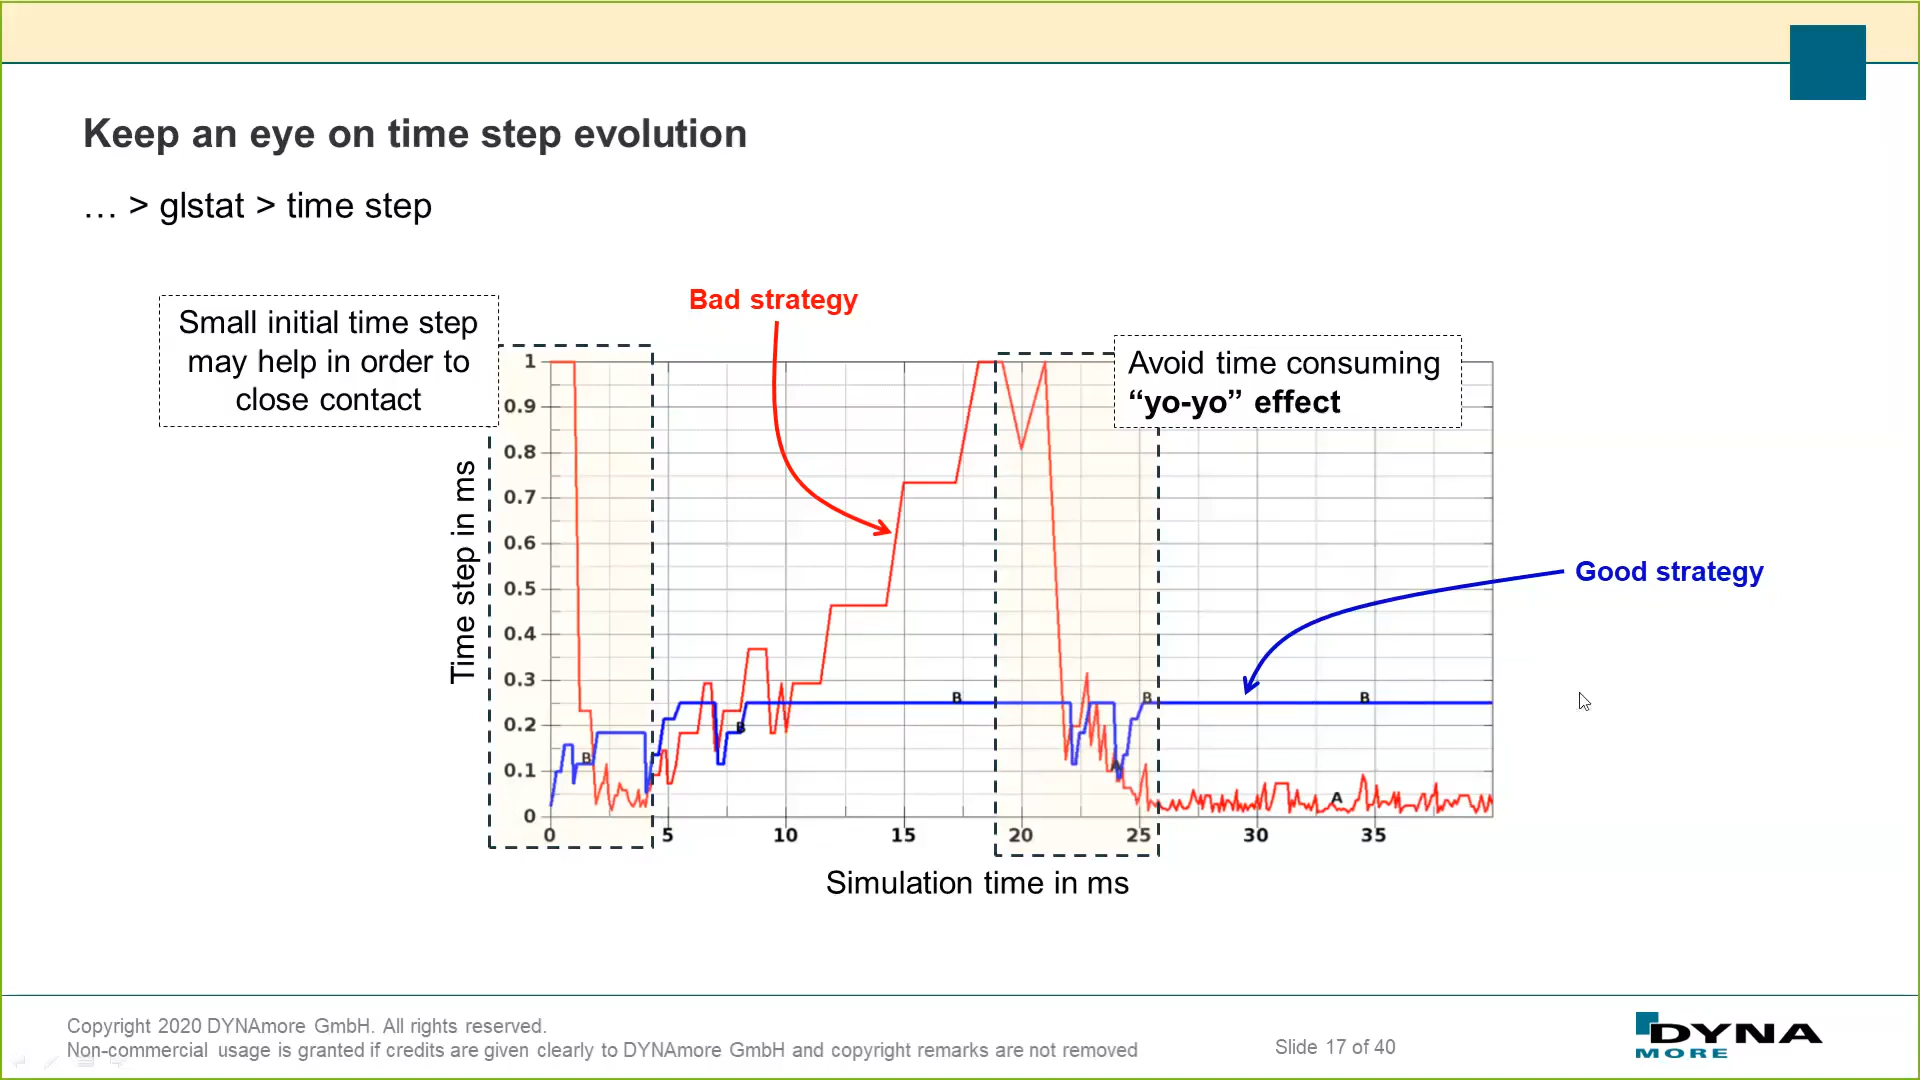 Keep an eye on time step evolution
… > glstat > time step
Small initial time step
may help in order to
close contact
Bad strategy
Avoid time consuming
“yo-yo” effect
Good strategy
Time step in ms
1
0.9
0.8
0.7
0.6
0.5
0.4
0.3
0.2
0.1
0
B
B
B
B
B
A
A
0 5 10 15 20 25 30 35
Simulation time in ms
Copyright 2020 DYNAmore GmbH. All rights reserved.
Non-commercial usage is granted if credits are given clearly to DYNAmore GmbH and copyright remarks are not removed
Slide 17 of 40
DYNA
MORE